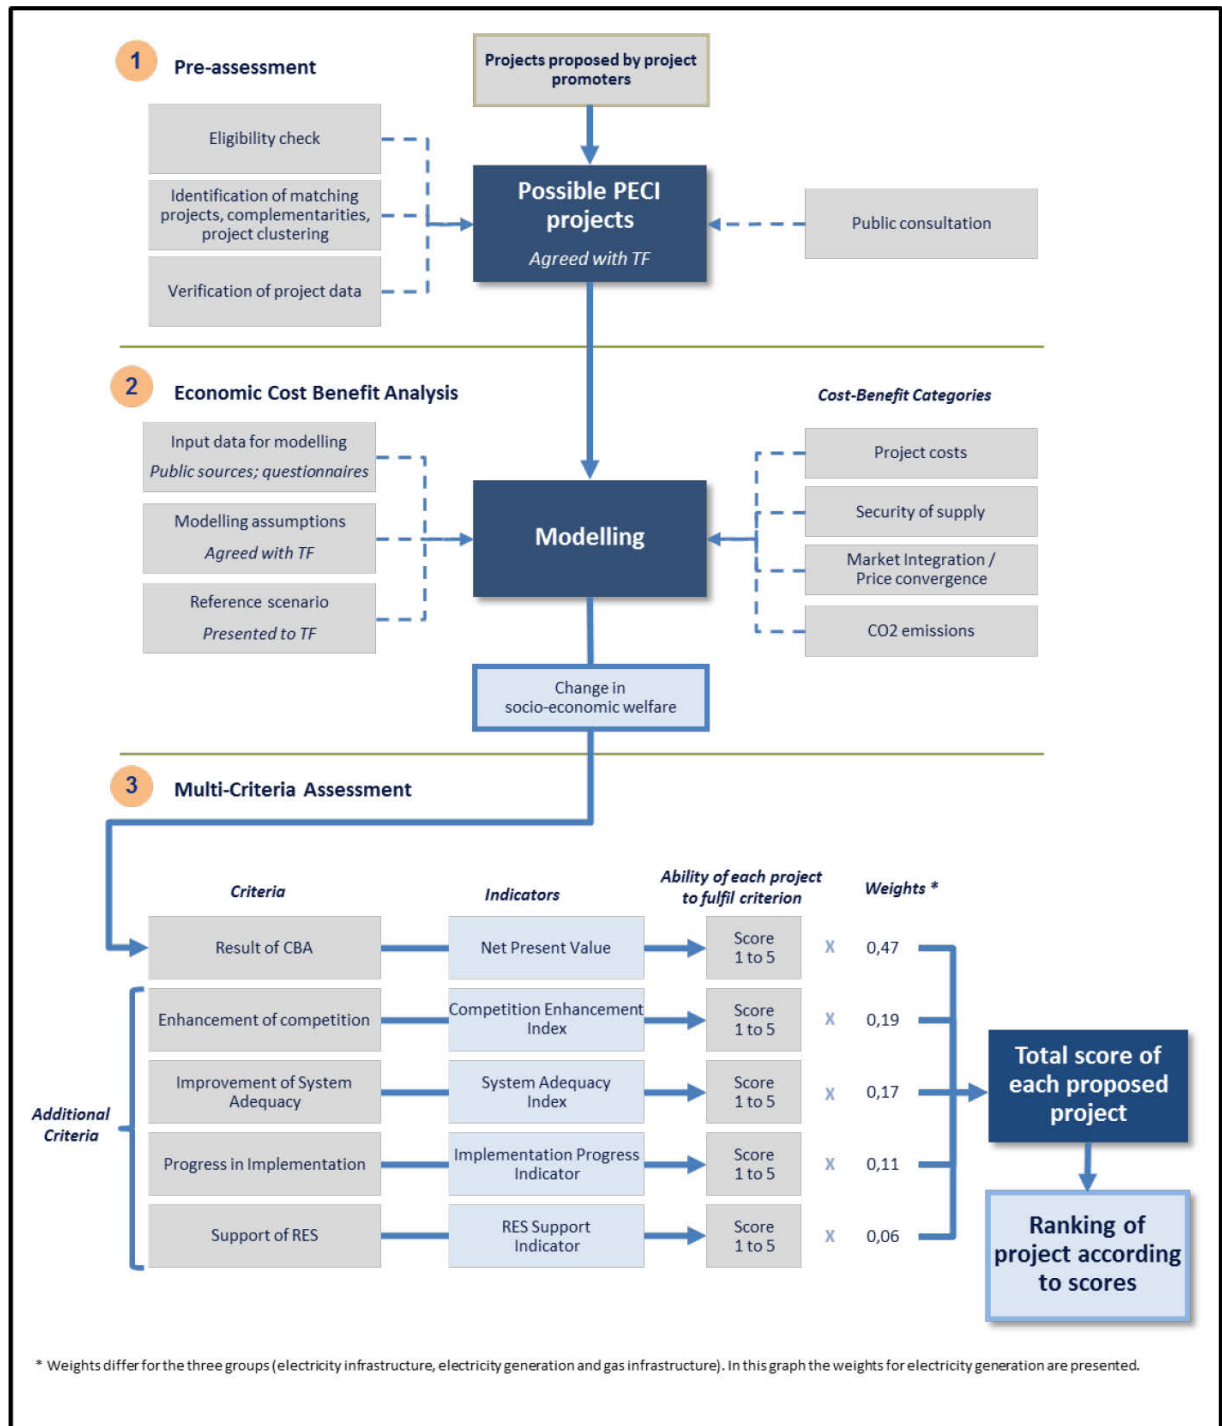 1
Pre-assessment
Projects proposed by project
promoters
Eligibility check
Identification of matching
projects, complementarities,
project clustering
Verification of project data
Possible PECI
projects
Agreed with TF
Public consultation
2
Economic Cost Benefit Analysis
Cost-Benefit Categories
Input data for modelling
Public sources; questionnaires
Modelling assumptions
Agreed with TF
Reference scenario
Presented to TF
Modelling
Project costs
Security of supply
Market Integration /
Price convergence
CO2 emissions
Change in
socio-economic welfare
3
Multi-Criteria Assessment
Criteria
Indicators
Ability of each project
to fulfil criterion
Weights *
Result of CBA
Net Present Value
Score
1 to 5
X
0,47
Enhancement of competition
Competition Enhancement
Index
Score
1 to 5
X
0,19
Improvement of System
Adequacy
System Adequacy
Index
Score
1 to 5
X
0,17
Progress in Implementation
Implementation Progress
Indicator
Score
1 to 5
X
0,11
Support of RES
RES Support
Indicator
Score
1 to 5
X
0,06
Additional
Criteria
Total score of
each proposed
project
Ranking of
project according
to scores
* Weights differ for the three groups (electricity infrastructure, electricity generation and gas infrastructure). In this graph the weights for electricity generation are presented.